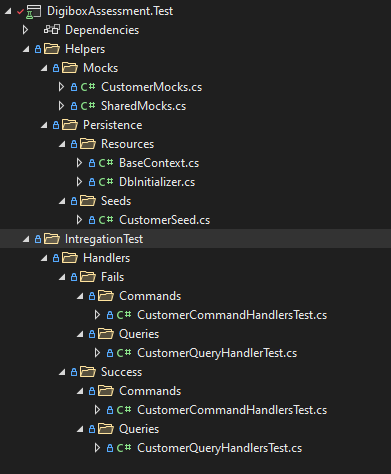 DigiboxAssessment.Test
Dependencies
Helpers
Mocks
C# CustomerMocks.cs
C# SharedMocks.cs
Persistence
Resources
C# BaseContext.cs
C# DbInitializer.cs
Seeds
C# CustomerSeed.cs
IntregationTest
Handlers
Fails
Commands
C# CustomerCommandHandlersTest.cs
Queries
C# CustomerQueryHandlerTest.cs
Success
Commands
C# CustomerCommandHandlersTest.cs
Queries
C# CustomerQueryHandlersTest.cs